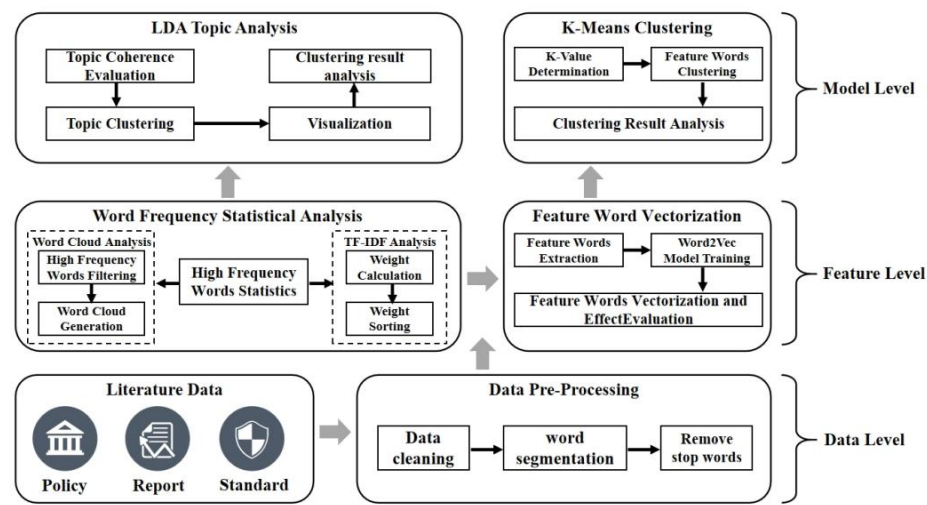 LDA Topic Analysis
Topic Coherence
Evaluation
Clustering result
analysis
Topic Clustering
Visualization
K-Means Clustering
K-Value
Determination
Feature Words
Clustering
Clustering Result Analysis
Model Level
Word Frequency Statistical Analysis
Word Cloud Analysis
High Frequency
Words Filtering
Word Cloud
Generation
High Frequency
Words Statistics
TF-IDF Analysis
Weight
Calculation
Weight
Sorting
Feature Word Vectorization
Feature Words
Extraction
Word2Vec
Model Training
Feature Words Vectorization and
EffectEvaluation
Feature Level
Literature Data
Policy
Report
Standard
Data Pre-Processing
Data
cleaning
word
segmentation
Remove
stop words
Data Level